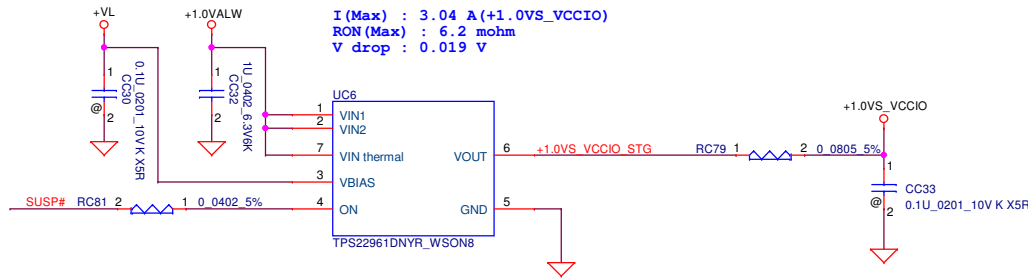 I(Max) : 3.04 A(+1.0VS_VCCIO)
RON(Max) : 6.2 mohm
V drop : 0.019 V
+VL
+1.0VALW
1
2
@
CC30
0.1U_0201_10V K X5R
1
2
CC32
1U_0402_6.3V6K
UC6
1
VIN1
2
VIN2
7
VIN thermal
3
VBIAS
4
ON
VOUT
6
GND
5
TPS22961DNYR_WSON8
SUSP#
RC81
2
1
0_0402_5%
+1.0VS_VCCIO_STG
RC79
1
2
0_0805_5%
+1.0VS_VCCIO
1
2
@
CC33
0.1U_0201_10V K X5R